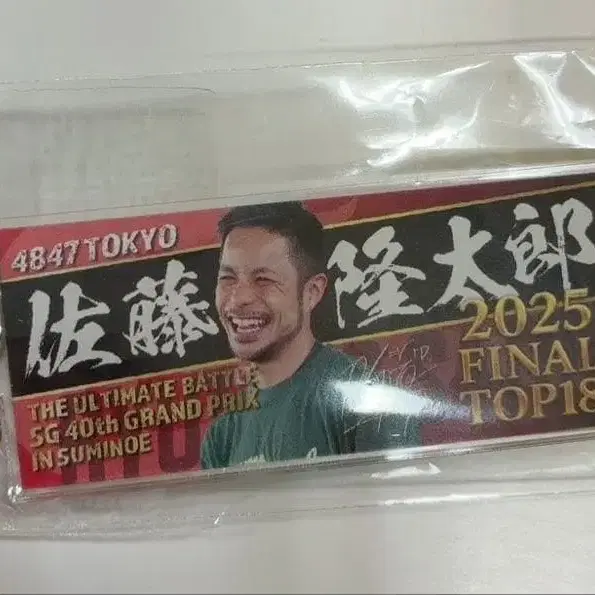 4847 TOKYO
佐藤 隆太郎
THE ULTIMATE BATTLE
SG 40th GRAND PRIX
IN SUMINOE
2025
FINAL
TOP18